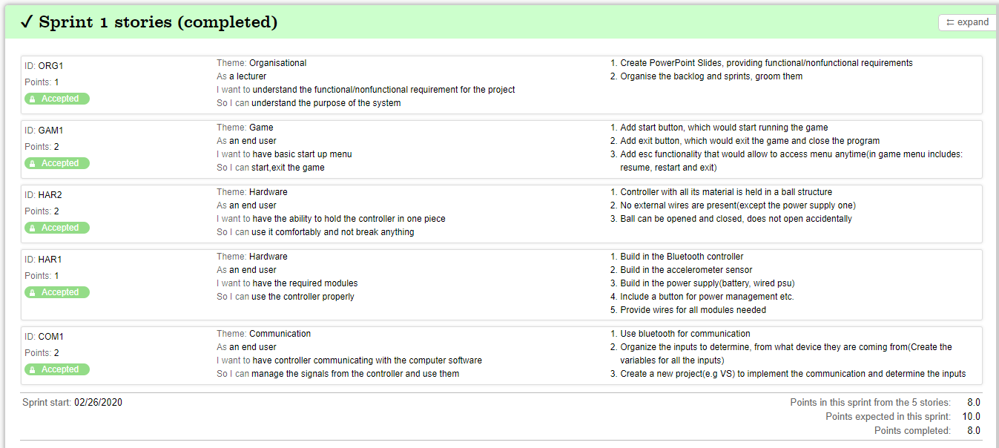 ✓ Sprint 1 stories (completed)
expand
ID: ORG1
Points: 1
Accepted
Theme: Organisational
As a lecturer
I want to understand the functional/nonfunctional requirement for the project
So I can understand the purpose of the system
1. Create PowerPoint Slides, providing functional/nonfunctional requirements
2. Organise the backlog and sprints, groom them
ID: GAM1
Points: 2
Accepted
Theme: Game
As an end user
I want to have basic start up menu
So I can start,exit the game
1. Add start button, which would start running the game
2. Add exit button, which would exit the game and close the program
3. Add esc functionality that would allow to access menu anytime(in game menu includes:
resume, restart and exit)
ID: HAR2
Points: 2
Accepted
Theme: Hardware
As an end user
I want to have the ability to hold the controller in one piece
So I can use it comfortably and not break anything
1. Controller with all its material is held in a ball structure
2. No external wires are present(except the power supply one)
3. Ball can be opened and closed, does not open accidentally
ID: HAR1
Points: 1
Accepted
Theme: Hardware
As an end user
I want to have the required modules
So I can use the controller properly
1. Build in the Bluetooth controller
2. Build in the accelerometer sensor
3. Build in the power supply(battery, wired psu)
4. Include a button for power management etc.
5. Provide wires for all modules needed
ID: COM1
Points: 2
Accepted
Theme: Communication
As an end user
I want to have controller communicating with the computer software
So I can manage the signals from the controller and use them
1. Use bluetooth for communication
2. Organize the inputs to determine, from what device they are coming from(Create the
variables for all the inputs)
3. Create a new project(e.g VS) to implement the communication and determine the inputs
Sprint start: 02/26/2020
Points in this sprint from the 5 stories: 8.0
Points expected in this sprint: 10.0
Points completed: 8.0